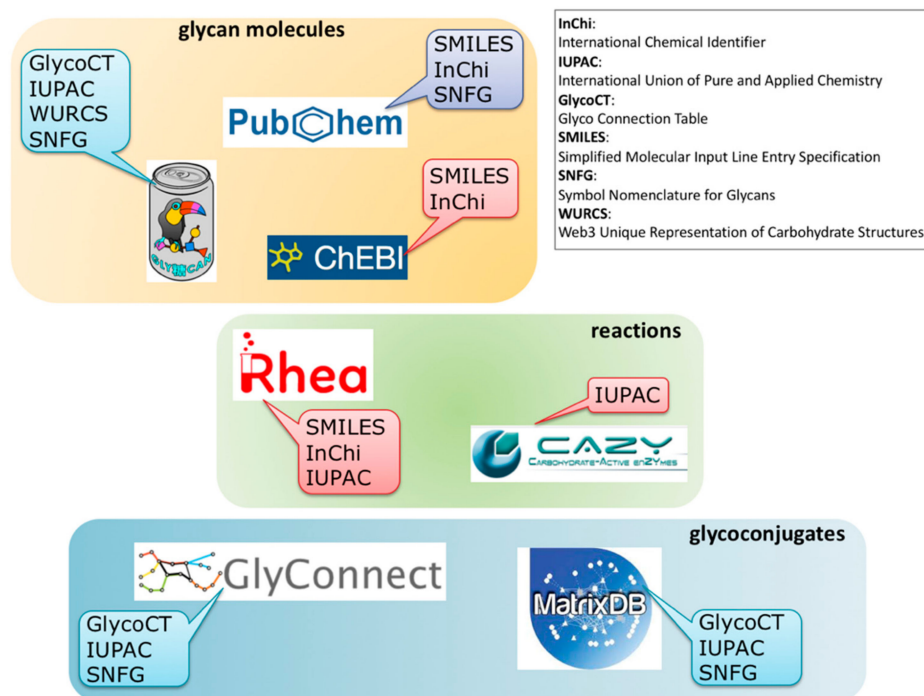 glycan molecules
GlycoCT
IUPAC
WURCS
SNFG
SMILES
InChi
SNFG
PubChem
SMILES
InChi
GLYMCAN
ChEBI
InChi:
International Chemical Identifier
IUPAC:
International Union of Pure and Applied Chemistry
GlycoCT:
Glyco Connection Table
SMILES:
Simplified Molecular Input Line Entry Specification
SNFG:
Symbol Nomenclature for Glycans
WURCS:
Web3 Unique Representation of Carbohydrate Structures
reactions
Rhea
SMILES
InChi
IUPAC
IUPAC
CAZY
CARBOHYDRATE-ACTIVE ENZYMES
glycoconjugates
GlyConnect
GlycoCT
IUPAC
SNFG
MatrixDB
GlycoCT
IUPAC
SNFG